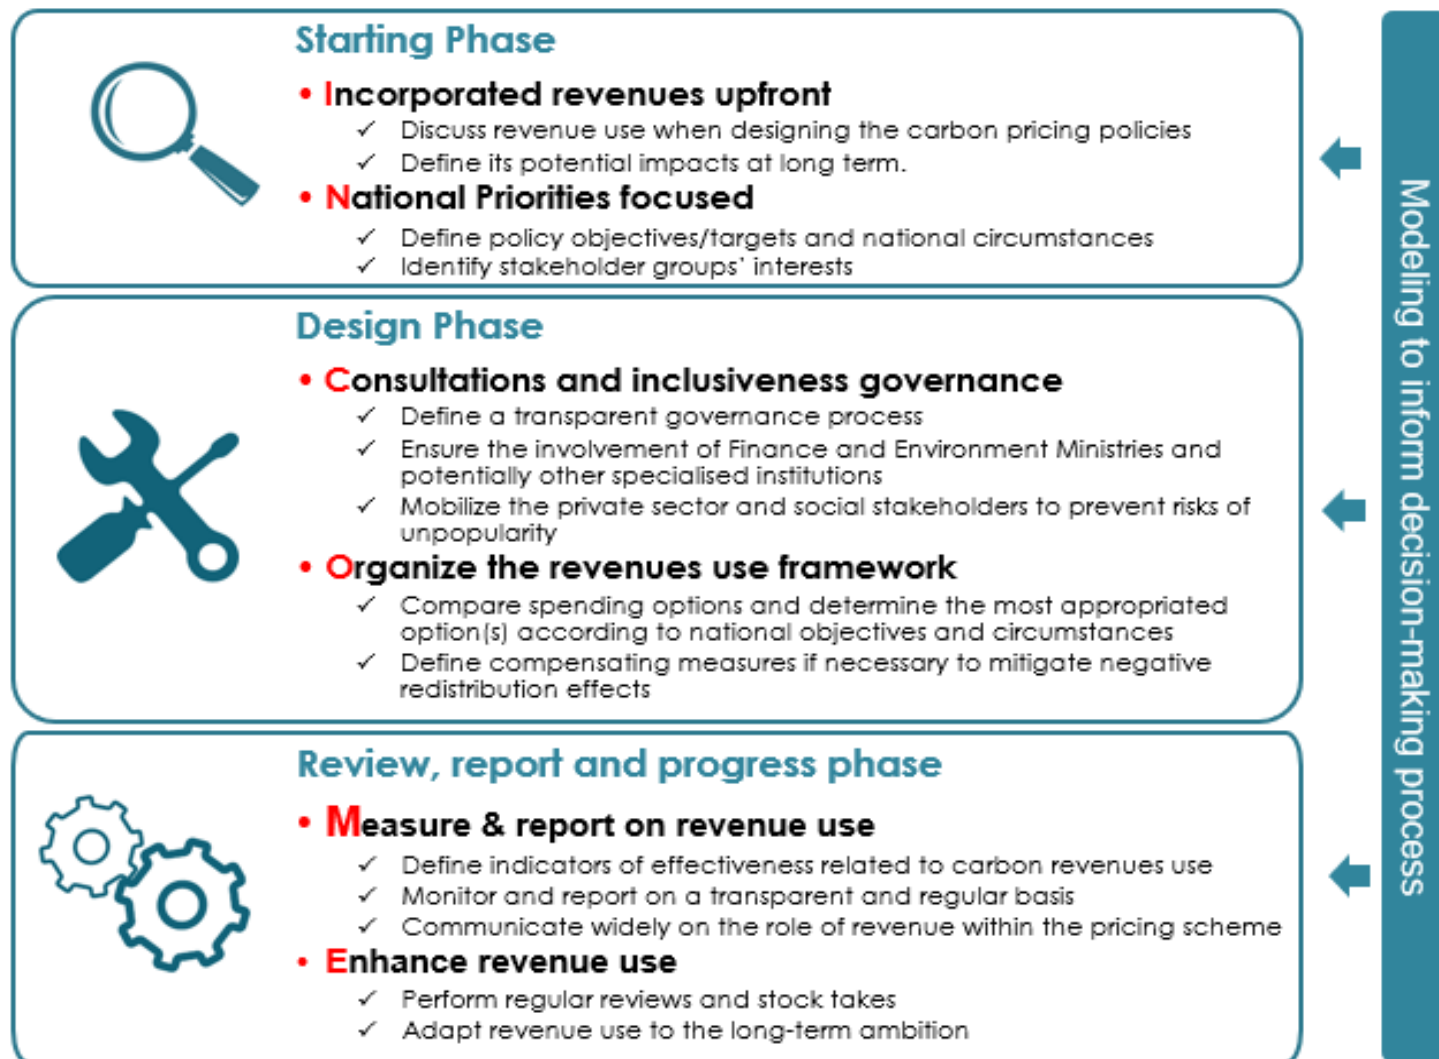 Starting Phase
• Incorporated revenues upfront
✓ Discuss revenue use when designing the carbon pricing policies
✓ Define its potential impacts at long term.
• National Priorities focused
✓ Define policy objectives/targets and national circumstances
✓ Identify stakeholder groups' interests
Design Phase
• Consultations and inclusiveness governance
✓ Define a transparent governance process
✓ Ensure the involvement of Finance and Environment Ministries and
potentially other specialised institutions
✓ Mobilize the private sector and social stakeholders to prevent risks of
unpopularity
• Organize the revenues use framework
✓ Compare spending options and determine the most appropriated
option(s) according to national objectives and circumstances
✓ Define compensating measures if necessary to mitigate negative
redistribution effects
Review, report and progress phase
• Measure & report on revenue use
✓ Define indicators of effectiveness related to carbon revenues use
✓ Monitor and report on a transparent and regular basis
✓ Communicate widely on the role of revenue within the pricing scheme
• Enhance revenue use
✓ Perform regular reviews and stock takes
✓ Adapt revenue use to the long-term ambition
Modeling to inform decision-making process